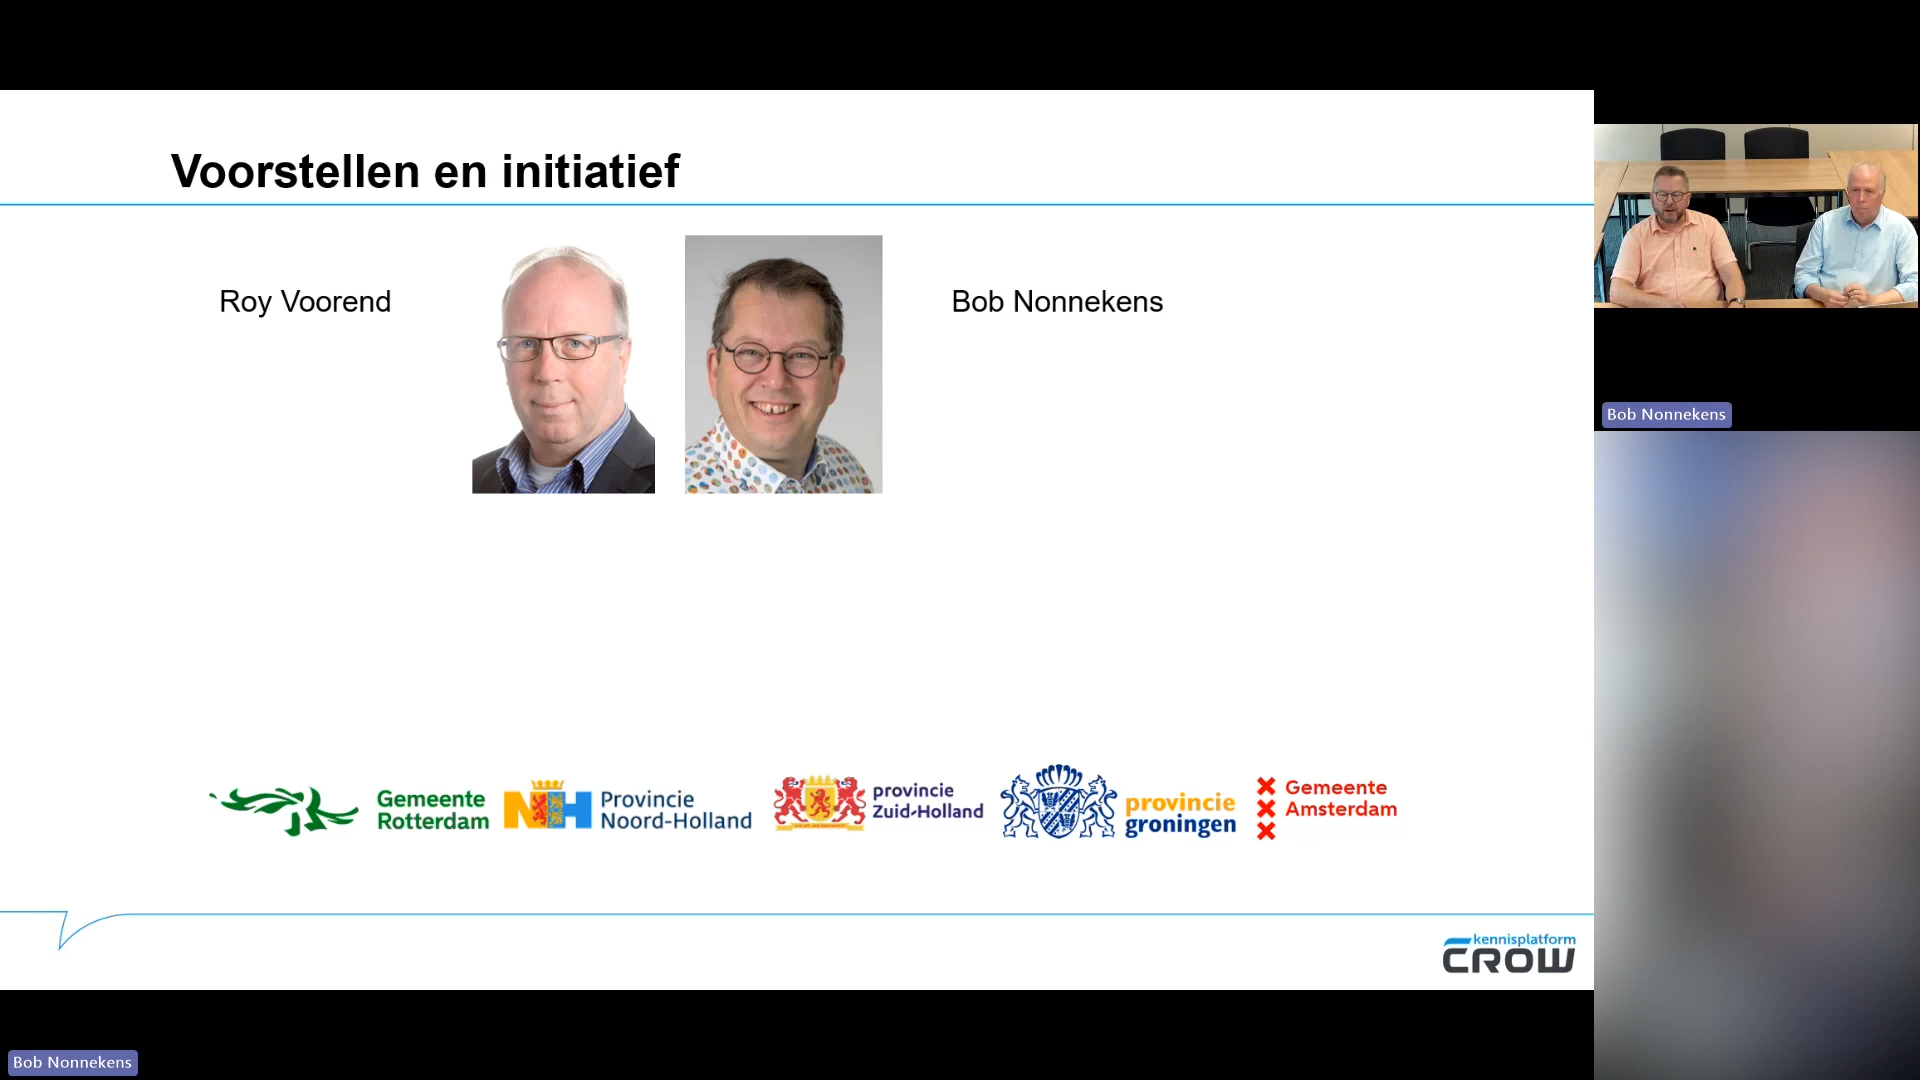 Voorstellen en initiatief
Roy Voorend
Bob Nonnekens
Bob Nonnekens
Gemeente
Rotterdam
NH
Provincie
Noord-Holland
provincie
Zuid-Holland
provincie
groningen
Gemeente
Amsterdam
kennisplatform
CROW
Bob Nonnekens